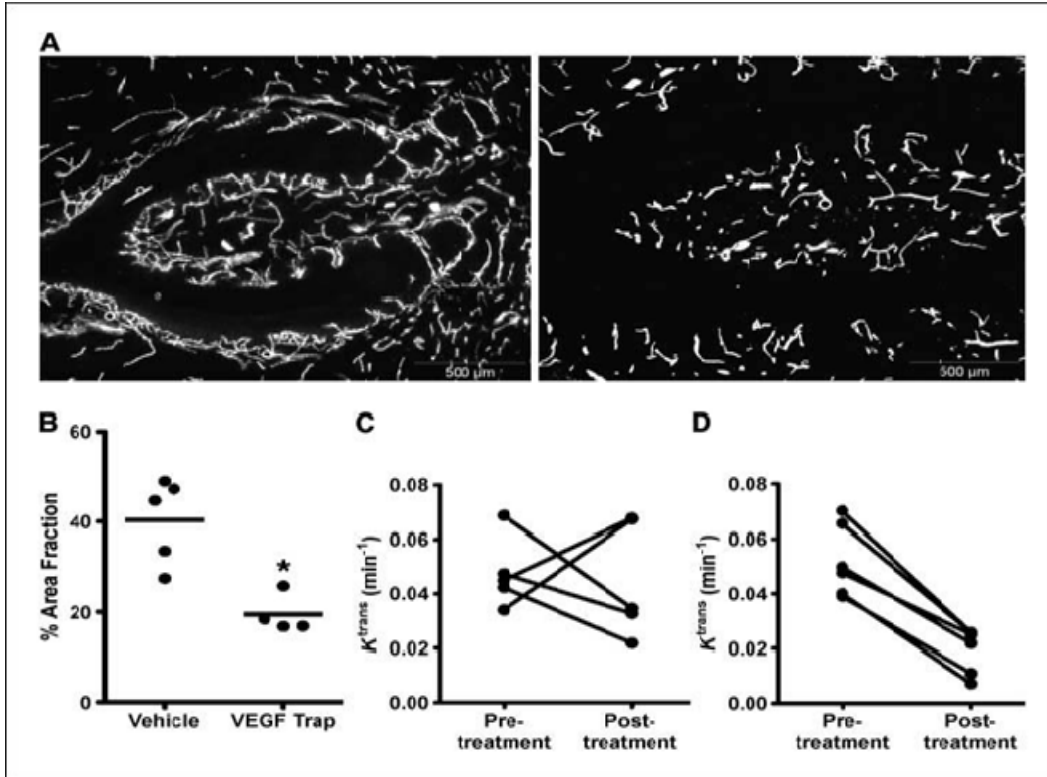 A
500 µm
500 µm
B
60
40
20
0
% Area Fraction
*
Vehicle
VEGF Trap
C
0.08
0.06
0.04
0.02
0.00
Ktrans (min-1)
Pre-
treatment
Post-
treatment
D
0.08
0.06
0.04
0.02
0.00
Ktrans (min-1)
Pre-
treatment
Post-
treatment